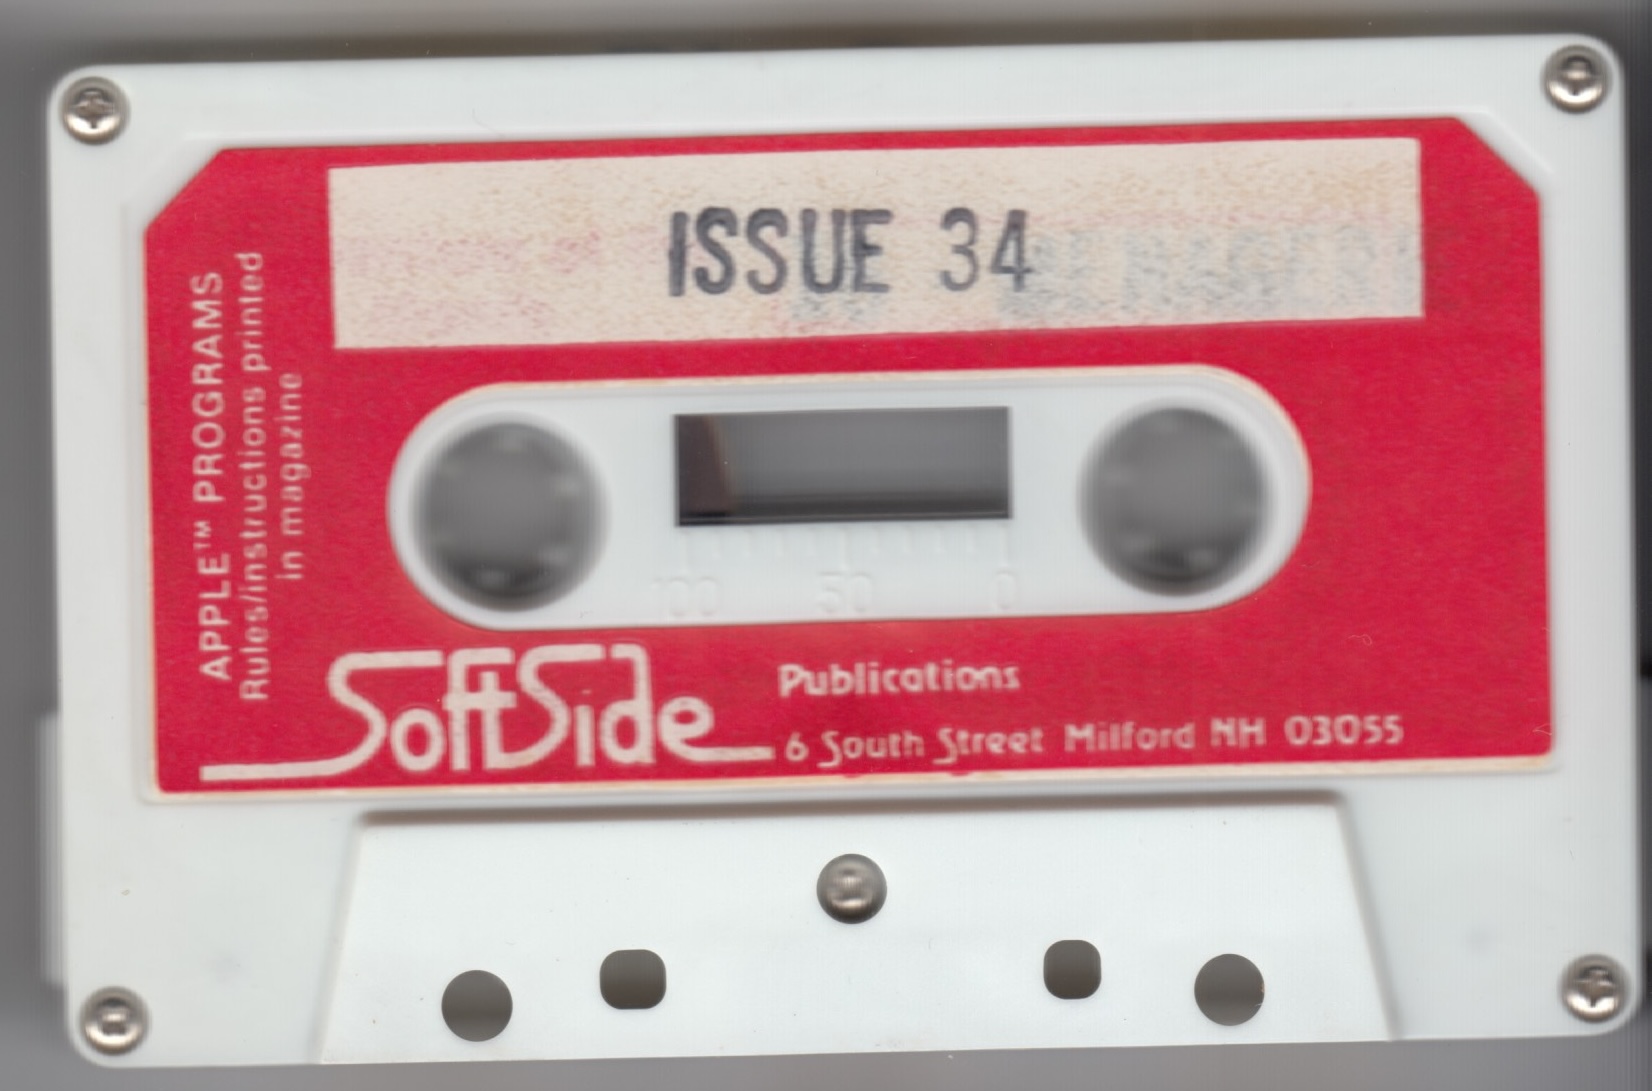 ISSUE 34
APPLE™ PROGRAMS
Rules/instructions printed
in magazine
100 50 0
SoftSide
Publications
6 South Street Milford NH 03055